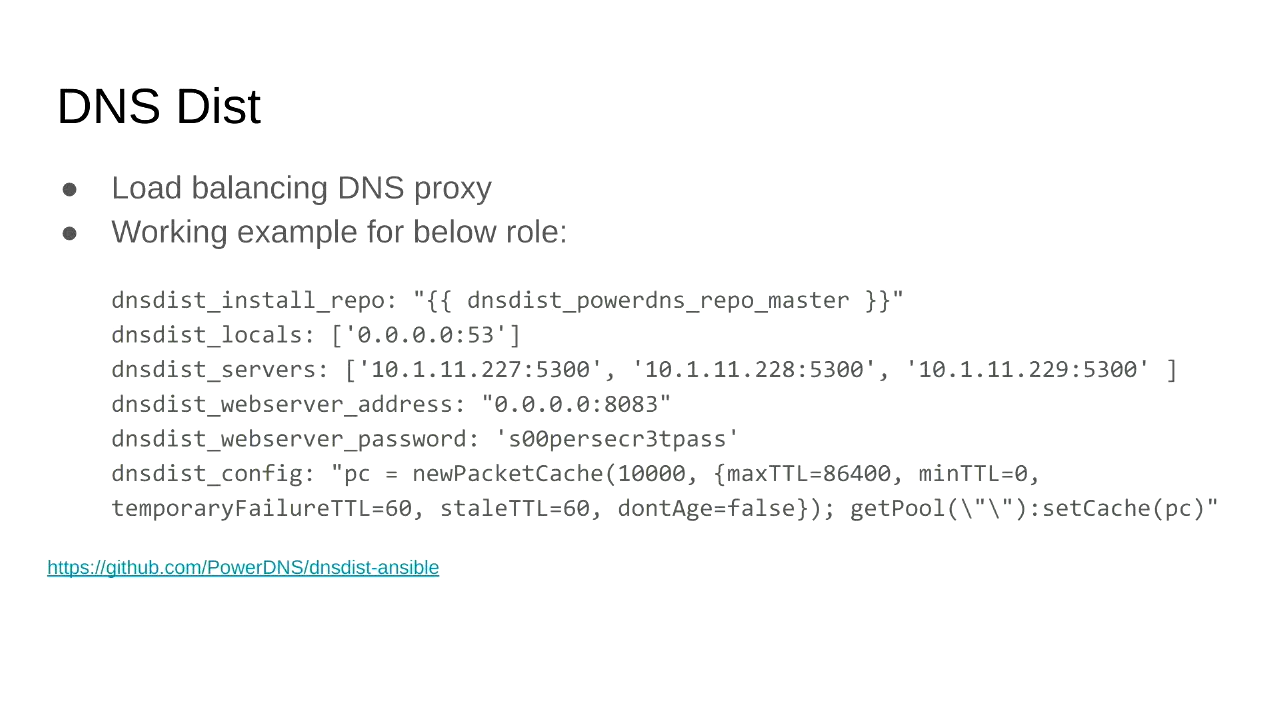 DNS Dist
● Load balancing DNS proxy
● Working example for below role:
dnsdist_install_repo: "{{ dnsdist_powerdns_repo_master }}"
dnsdist_locals: ['0.0.0.0:53']
dnsdist_servers: ['10.1.11.227:5300', '10.1.11.228:5300', '10.1.11.229:5300' ]
dnsdist_webserver_address: "0.0.0.0:8083"
dnsdist_webserver_password: 's00persecr3tpass'
dnsdist_config: "pc = newPacketCache(10000, {maxTTL=86400, minTTL=0,
temporaryFailureTTL=60, staleTTL=60, dontAge=false}); getPool(\"\"):setCache(pc)"
https://github.com/PowerDNS/dnsdist-ansible